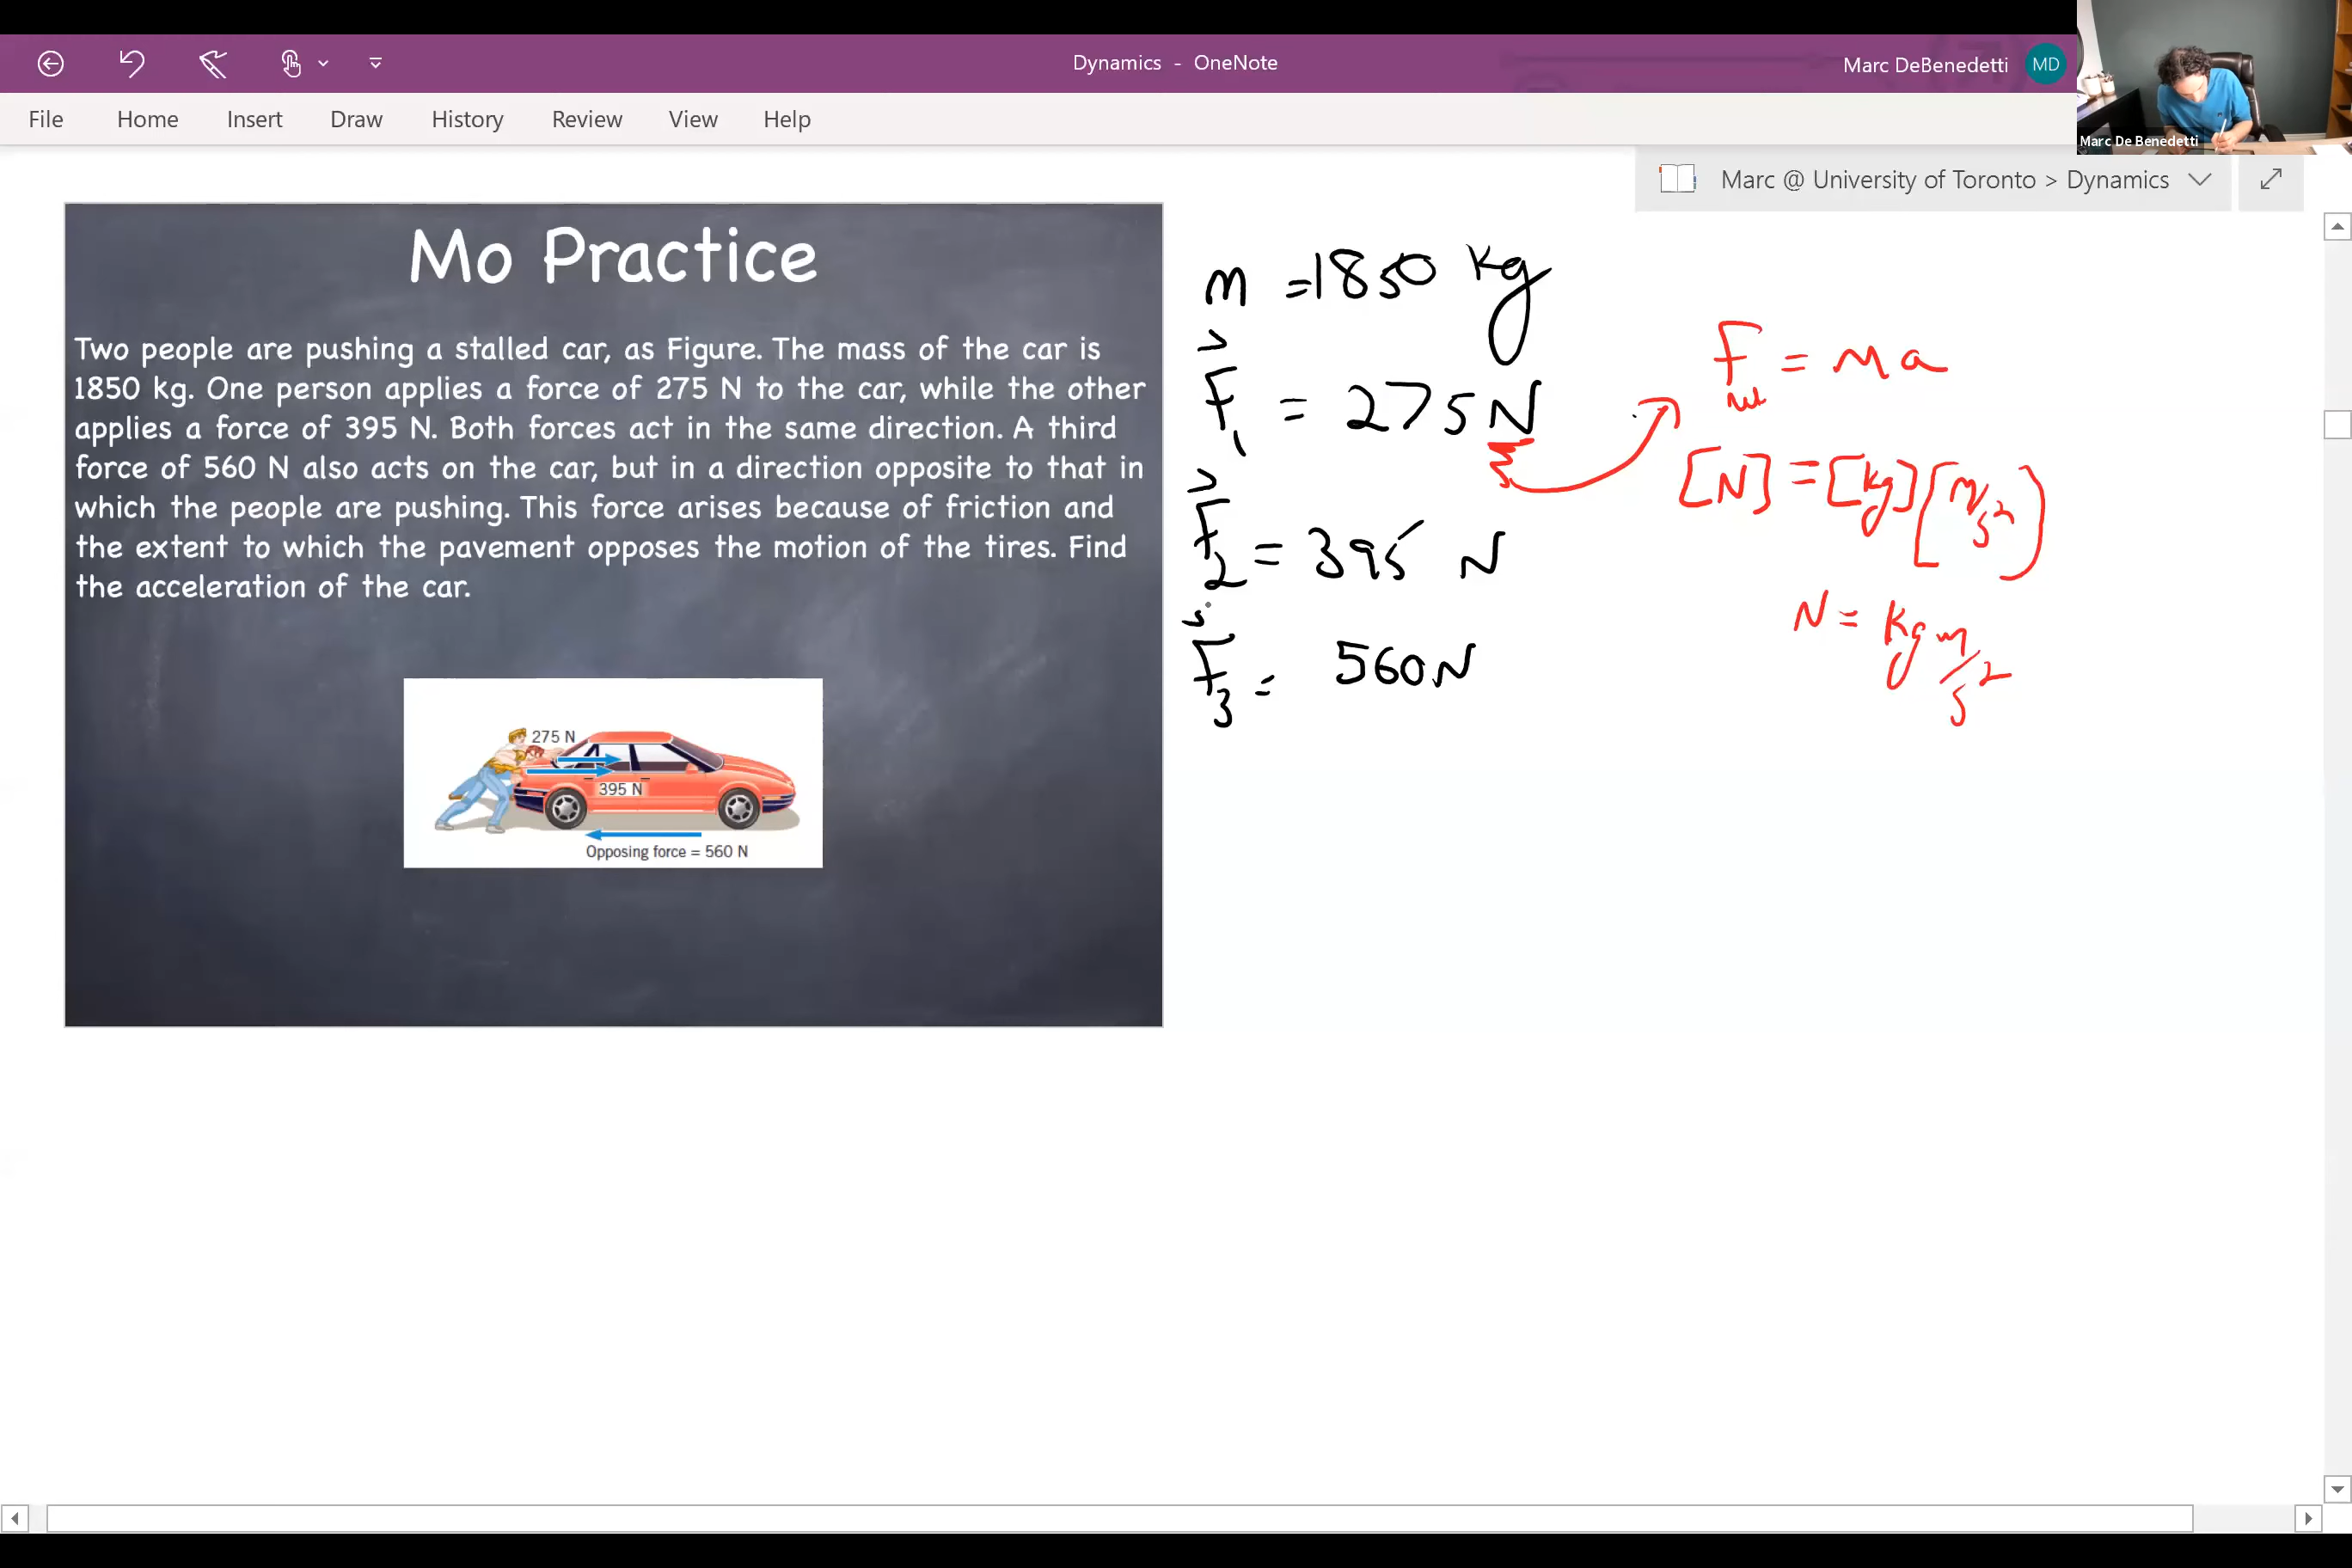 Dynamics - OneNote
Marc DeBenedetti MD
File Home Insert Draw History Review View Help
Marc De Benedetti
Marc @ University of Toronto > Dynamics
Mo Practice
Two people are pushing a stalled car, as Figure. The mass of the car is
1850 kg. One person applies a force of 275 N to the car, while the other
applies a force of 395 N. Both forces act in the same direction. A third
force of 560 N also acts on the car, but in a direction opposite to that in
which the people are pushing. This force arises because of friction and
the extent to which the pavement opposes the motion of the tires. Find
the acceleration of the car.
275 N
395 N
Opposing force = 560 N
m = 1850 kg
F1 = 275 N
F2 = 395 N
F3 = 560 N
Fnet = ma
[N] = [kg][m/s²]
N = kg m/s²